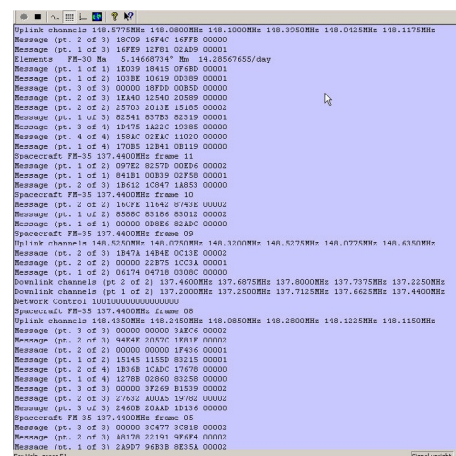 Uplink channels 148.5775MHz 148.0800MHz 148.1000MHz 148.3050MHz 148.0425MHz 148.1175MHz
Message (pt. 2 of 3) 18C09 16F4C 16FFB 00000
Message (pt. 1 of 3) 16FE9 12F81 02AD9 00001
Elements FM-30 Ma 5.14668734° Mm 14.28567655/day
Message (pt. 1 of 1) 1E039 18415 0F6BD 00001
Message (pt. 1 of 2) 103BE 10619 0D389 00001
Message (pt. 3 of 3) 00000 18FDD 00B5D 00000
Message (pt. 2 of 3) 1EA40 12540 20589 00000
Message (pt. 2 of 2) 25703 2013E 15185 00002
Message (pt. 1 of 3) 82541 837B5 82319 00001
Message (pt. 3 of 4) 1D475 1A22C 19385 00000
Message (pt. 4 of 4) 158AC 02EAC 11020 00000
Message (pt. 1 of 4) 170B5 12B41 0B119 00000
Spacecraft FM-35 137.4400MHz frame 11
Message (pt. 2 of 2) 097E2 8257D 00ED6 00002
Message (pt. 1 of 2) 841B1 00B39 02F58 00001
Message (pt. 2 of 3) 1B612 1C847 1A853 00000
Spacecraft FM-35 137.4400MHz frame 10
Message (pt. 2 of 2) 16CFE 11642 8743E 00002
Message (pt. 1 of 2) 8588C 83186 83012 00002
Message (pt. 1 of 1) 00000 0D8E6 82ADC 00000
Spacecraft FM-35 137.4400MHz frame 09
Uplink channels 148.5250MHz 148.0750MHz 148.3200MHz 148.5275MHz 148.0775MHz 148.6350MHz
Message (pt. 2 of 3) 1B47A 14B4E 0C13E 00002
Message (pt. 2 of 2) 00000 22B75 1CC3A 00001
Message (pt. 1 of 2) 06174 04718 0308C 00000
Downlink channels (pt 2 of 2) 137.4600MHz 137.6875MHz 137.8000MHz 137.7375MHz 137.2250MHz
Downlink channels (pt 1 of 2) 137.2000MHz 137.2500MHz 137.7125MHz 137.6625MHz 137.4400MHz
Network Control
Spacecraft FM-35 137.4400MHz frame 08
Uplink channels 148.4350MHz 148.2450MHz 148.0850MHz 148.2800MHz 148.1225MHz 148.1150MHz
Message (pt. 3 of 3) 00000 00000 3AEC6 00002
Message (pt. 2 of 3) 94E4E 2057C 1E81E 00002
Message (pt. 2 of 2) 00000 00000 1F436 00001
Message (pt. 1 of 2) 15145 1155D 83215 00001
Message (pt. 2 of 4) 1B36B 1CADC 17678 00000
Message (pt. 1 of 4) 1278B 02860 83258 00000
Message (pt. 3 of 3) 00000 3F269 B1539 00002
Message (pt. 2 of 3) 27632 A00A5 19782 00002
Message (pt. 3 of 3) 2460B 20AAD 1D136 00000
Spacecraft FM-35 137.4400MHz frame 05
Message (pt. 3 of 3) 00000 3C477 3C818 00002
Message (pt. 2 of 3) A8178 22191 9F6F4 00002
Message (pt. 1 of 3) 2A9D7 96B3B 8E35A 00002